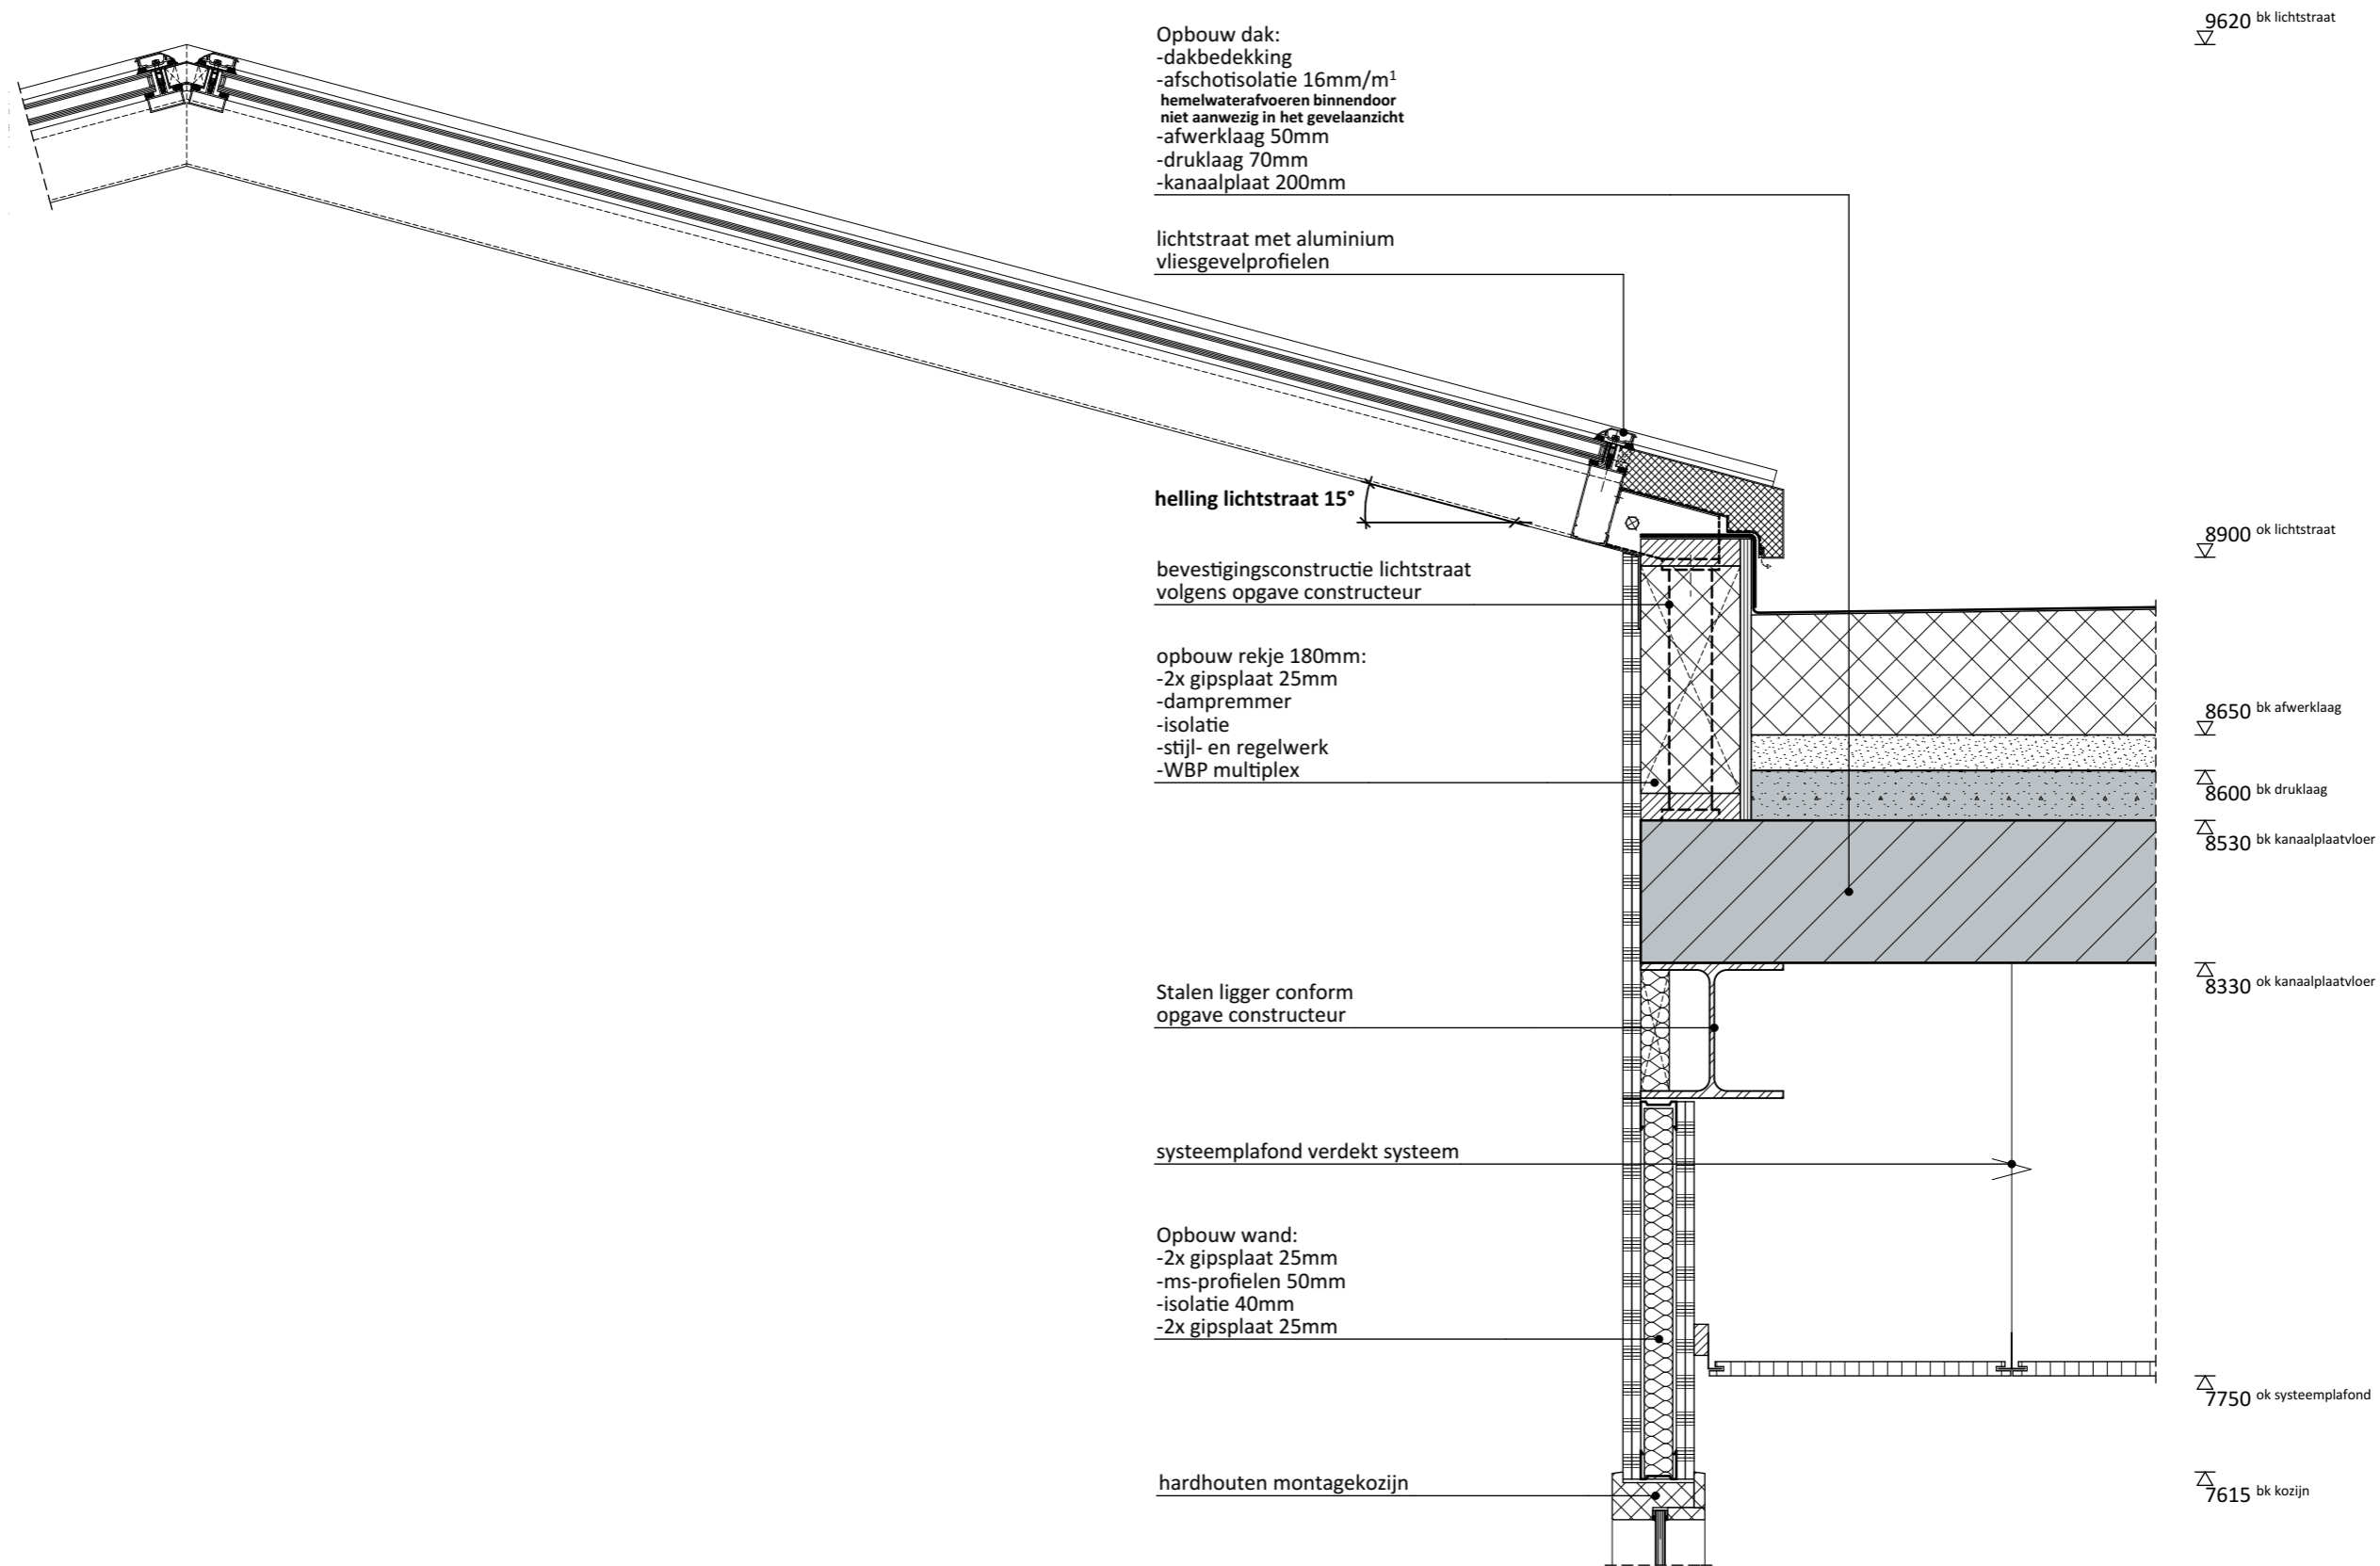 Opbouw dak:
-dakbedekking
-afschotisolatie 16mm/m¹
hemelwaterafvoeren binnendoor
niet aanwezig in het gevelaanzicht
-afwerklaag 50mm
-druklaag 70mm
-kanaalplaat 200mm
lichtstraat met aluminium
vliesgevelprofielen
helling lichtstraat 15°
bevestigingsconstructie lichtstraat
volgens opgave constructeur
opbouw rekje 180mm:
-2x gipsplaat 25mm
-dampremmer
-isolatie
-stijl- en regelwerk
-WBP multiplex
Stalen ligger conform
opgave constructeur
systeemplafond verdekt systeem
Opbouw wand:
-2x gipsplaat 25mm
-ms-profielen 50mm
-isolatie 40mm
-2x gipsplaat 25mm
hardhouten montagekozijn
9620 bk lichtstraat
8900 ok lichtstraat
8650 bk afwerklaag
8600 bk druklaag
8530 bk kanaalplaatvloer
8330 ok kanaalplaatvloer
7750 ok systeemplafond
7615 bk kozijn